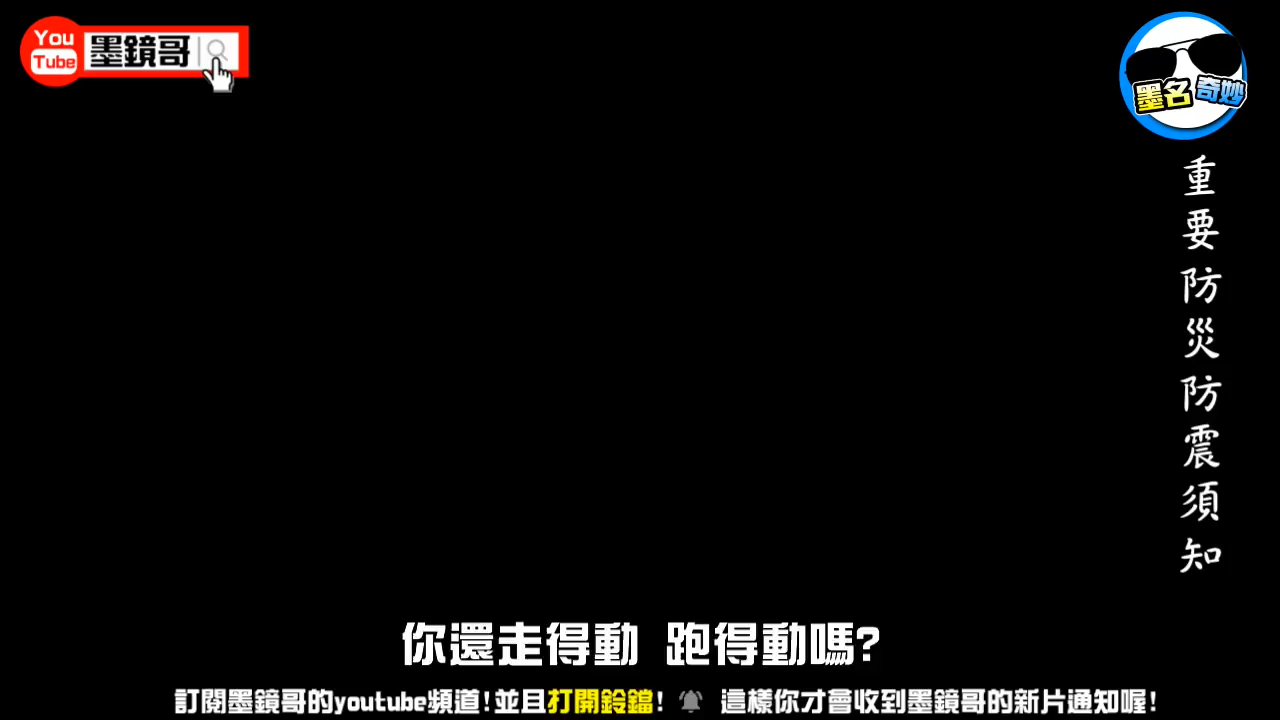 You
Tube
墨鏡哥
墨名
奇妙
重要防災防震須知
你還走得動 跑得動嗎?
訂閱墨鏡哥的youtube頻道!並且打開鈴鐺! 這樣你才會收到墨鏡哥的新片通知喔!